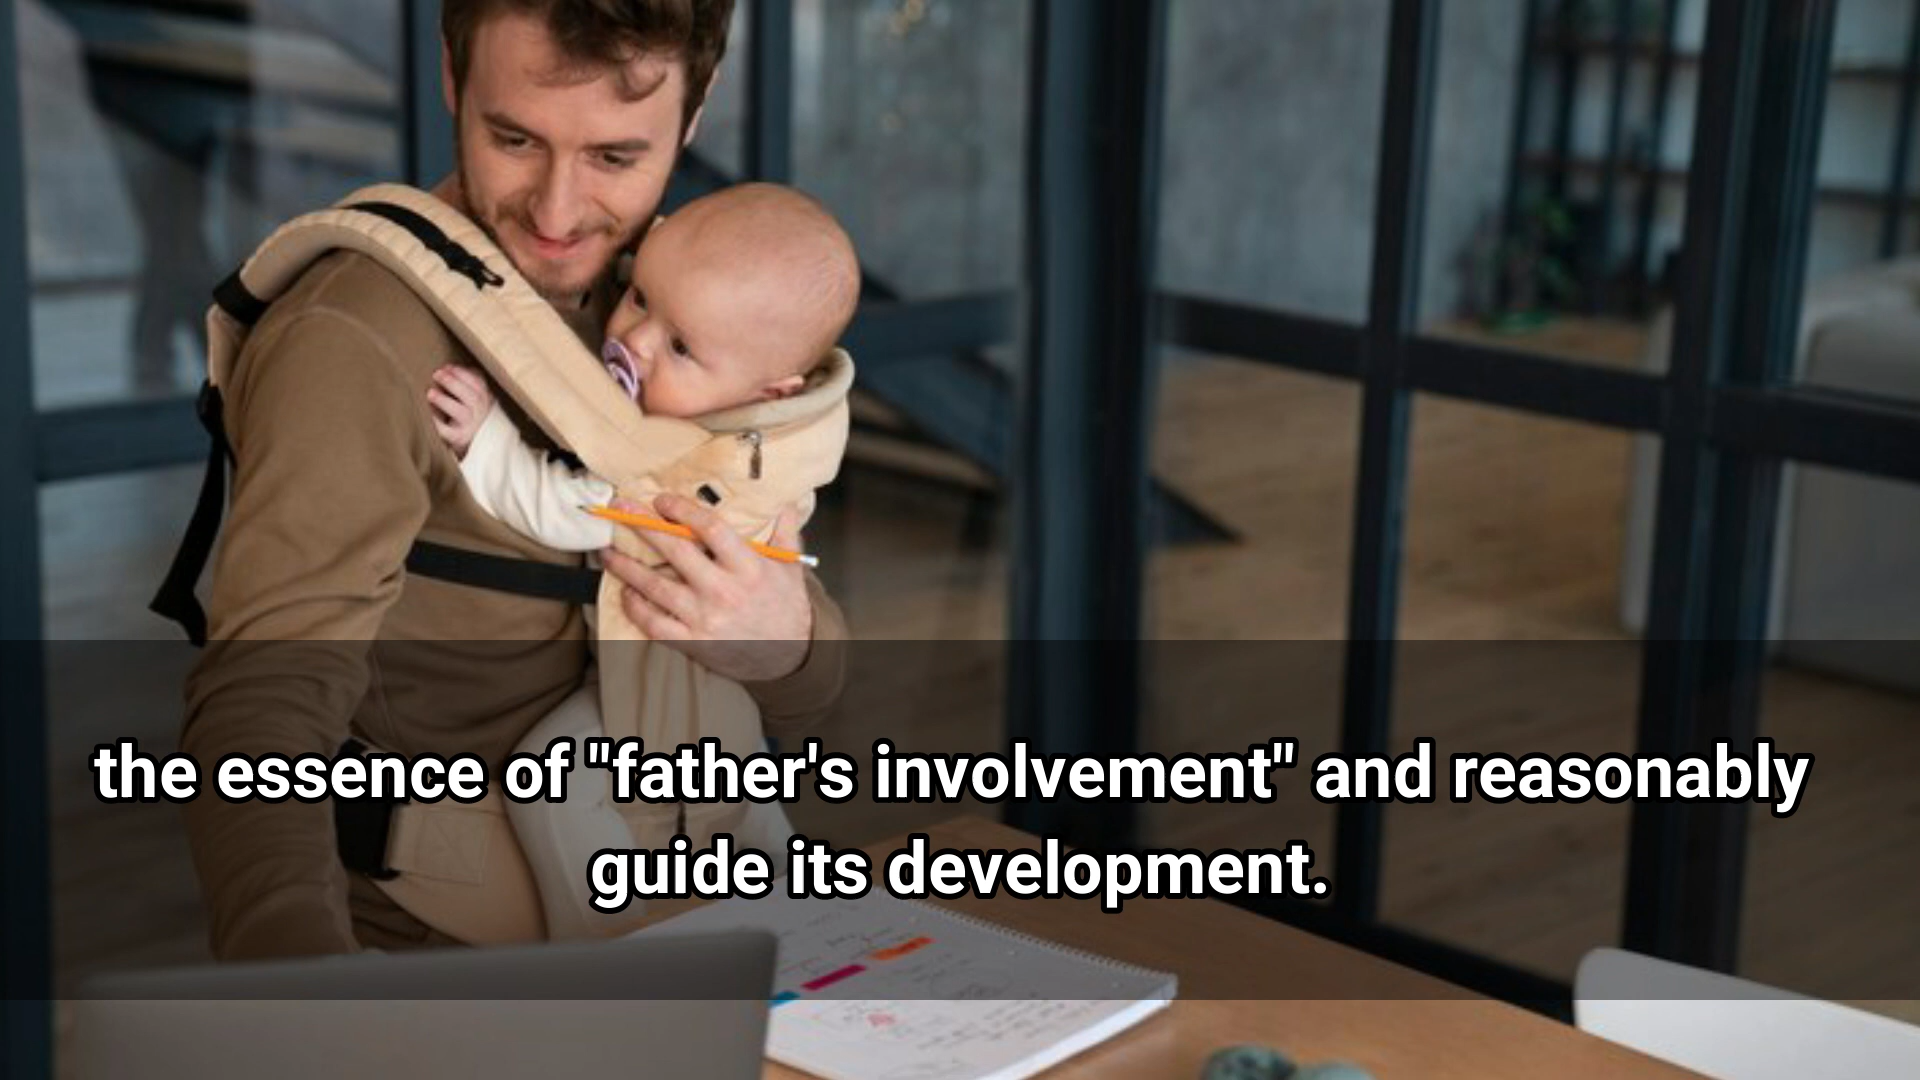 the essence of "father's involvement" and reasonably
guide its development.